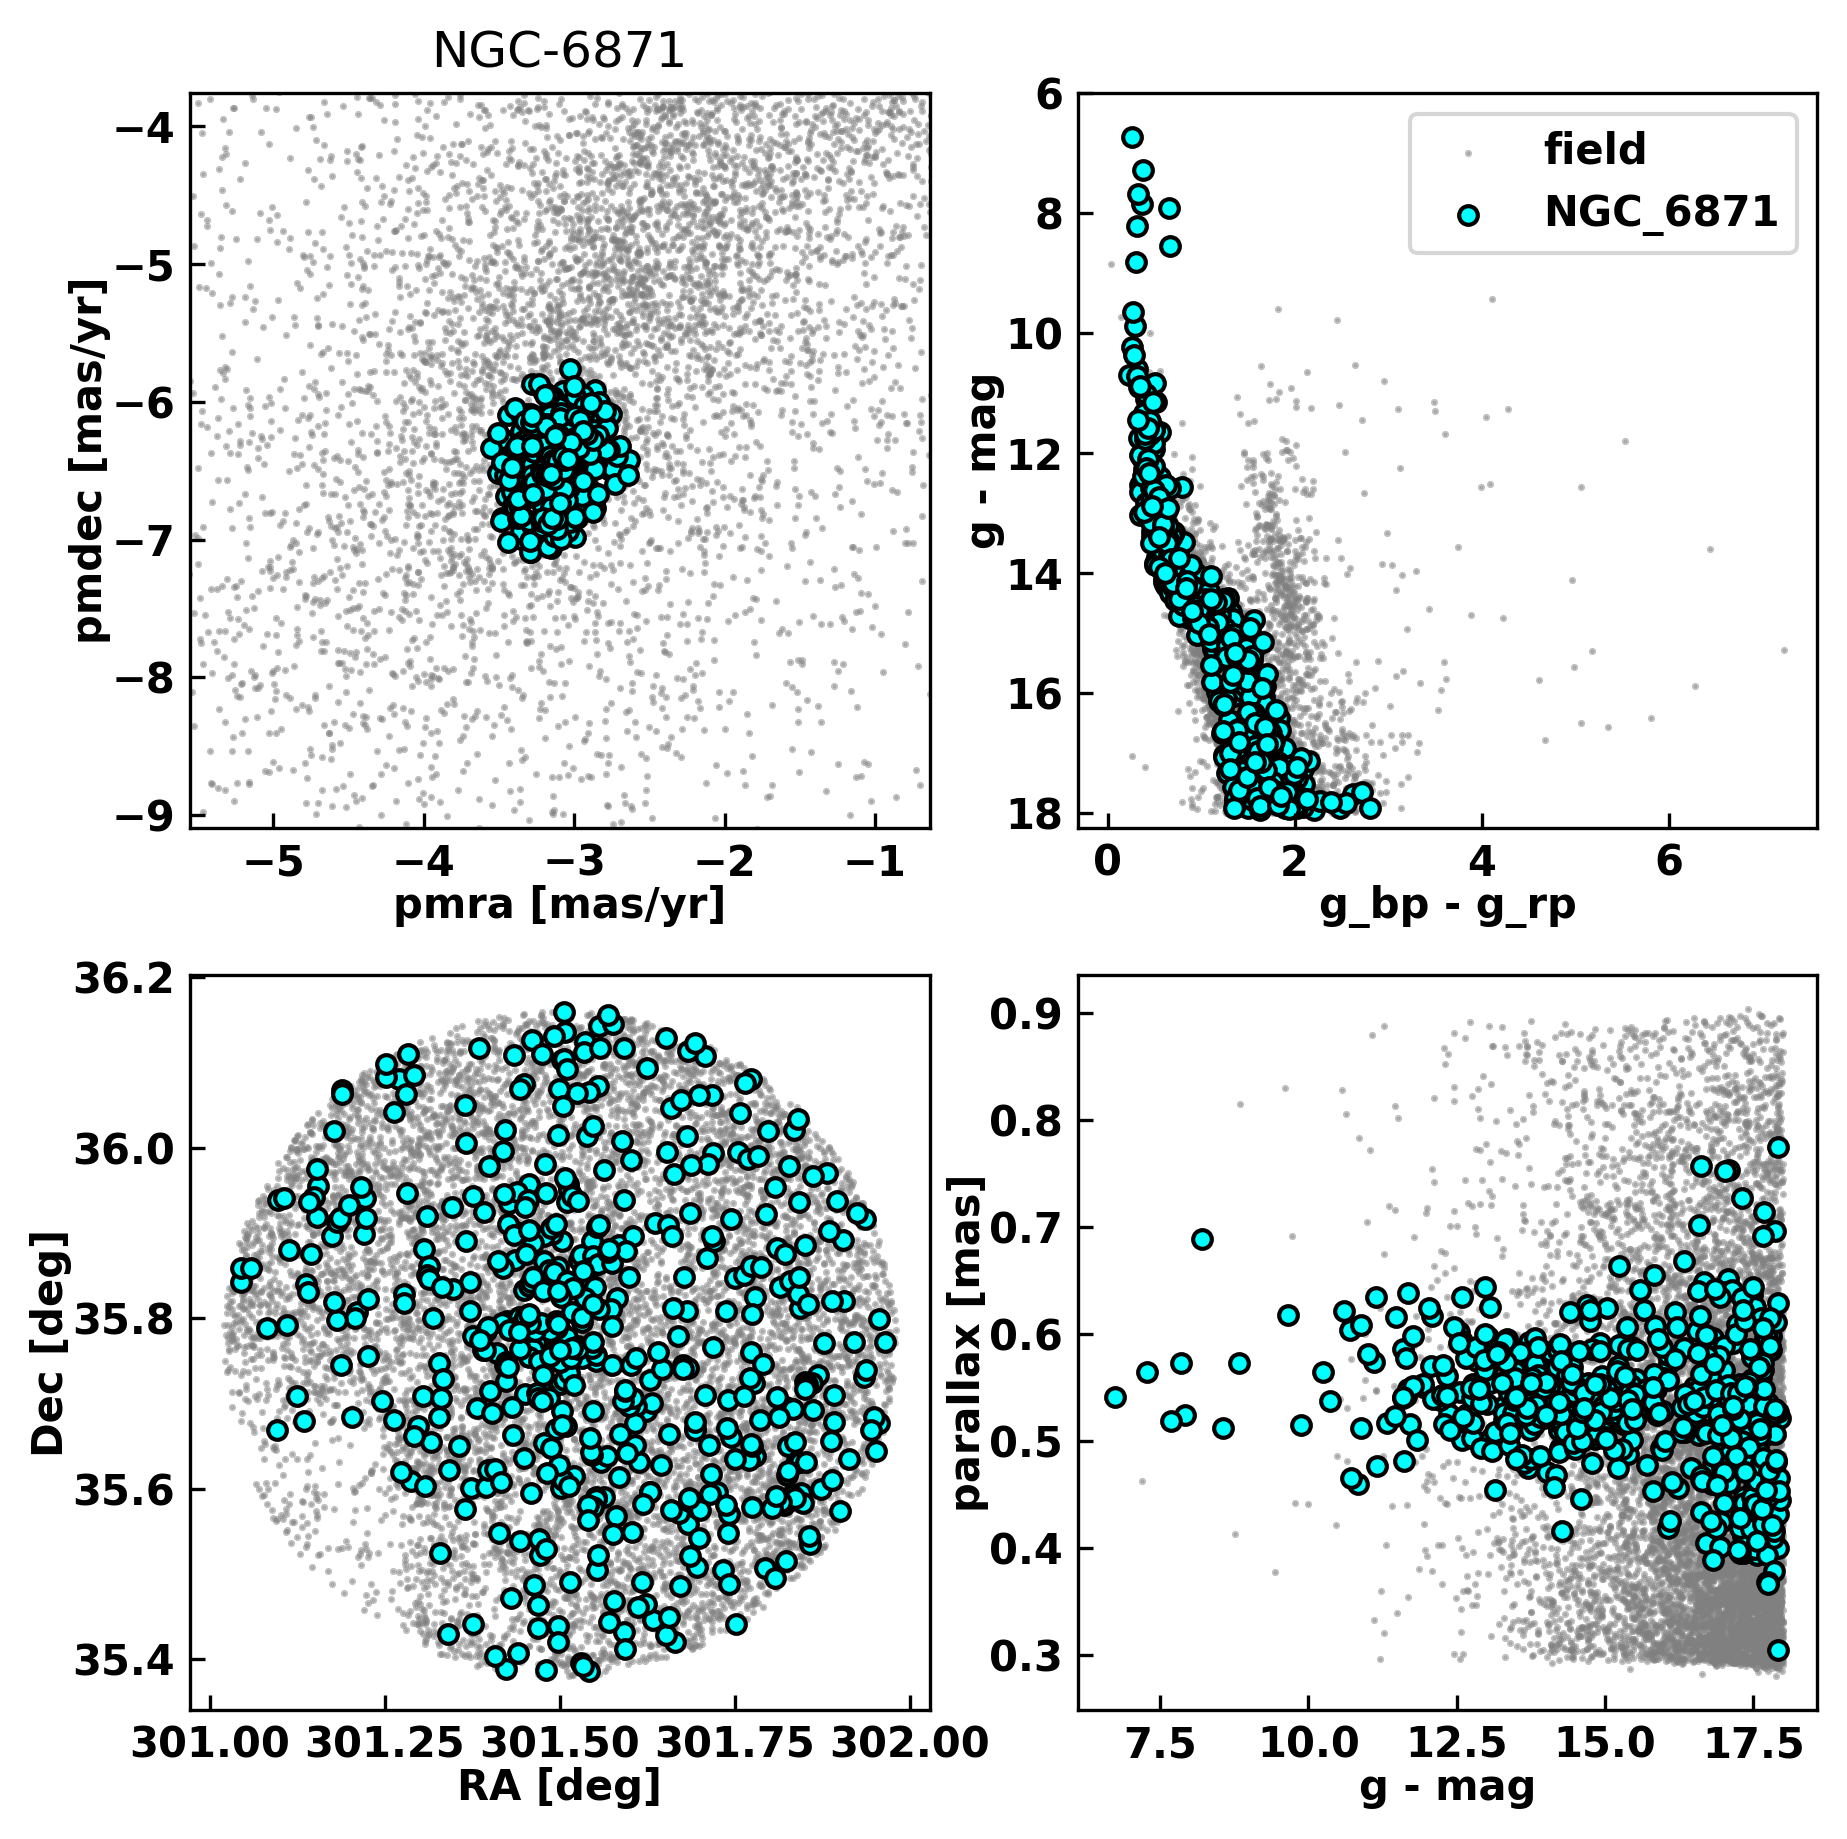 NGC-6871
−4
−5
−6
−7
−8
−9
pmdec [mas/yr]
−5 −4 −3 −2 −1
pmra [mas/yr]
6
8
10
12
14
16
18
g - mag
field
NGC_6871
0 2 4 6
g_bp - g_rp
36.2
36.0
35.8
35.6
35.4
Dec [deg]
301.00 301.25 301.50 301.75 302.00
RA [deg]
0.9
0.8
0.7
0.6
0.5
0.4
0.3
parallax [mas]
7.5 10.0 12.5 15.0 17.5
g - mag